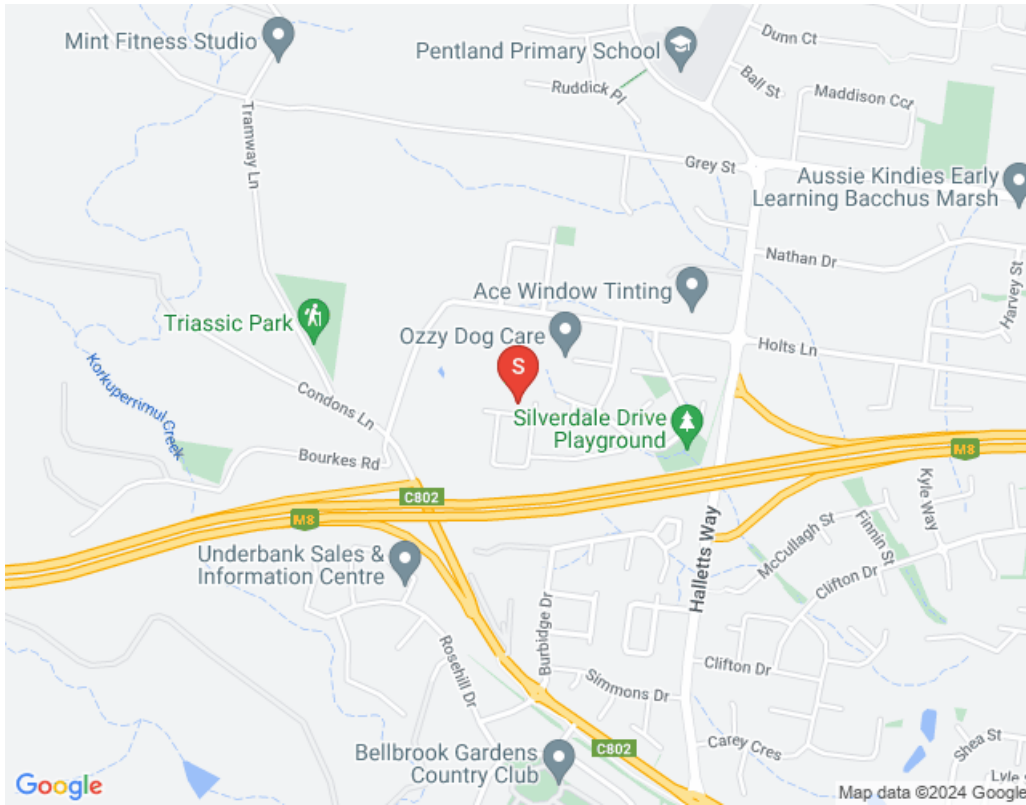 Mint Fitness Studio
Pentland Primary School
Dunn Ct
Ball St
Ruddick Pl
Maddison Cct
Tramway Ln
Grey St
Aussie Kindies Early
Learning Bacchus Marsh
Nathan Dr
Harvey St
Ace Window Tinting
Triassic Park
Ozzy Dog Care
Holts Ln
S
Korkuperrimul Creek
Condons Ln
Silverdale Drive
Playground
Bourkes Rd
M8
C802
Kyle Way
M8
Finnin St
McCullagh St
Underbank Sales &
Information Centre
Halletts Way
Clifton Dr
Burbidge Dr
Rosehill Dr
Clifton Dr
Simmons Dr
Carey Cres
Shea St
C802
Bellbrook Gardens
Country Club
Google
Map data ©2024 Google